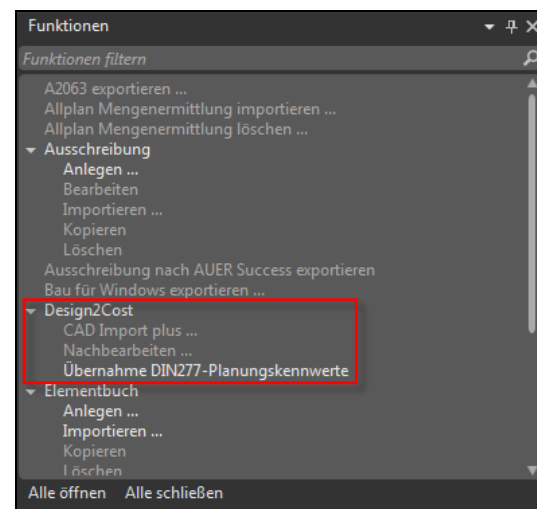 Funktionen
Funktionen filtern
A2063 exportieren ...
Allplan Mengenermittlung importieren ...
Allplan Mengenermittlung löschen ...
Ausschreibung
Anlegen ...
Bearbeiten
Importieren ...
Kopieren
Löschen
Ausschreibung nach AUER Success exportieren
Bau für Windows exportieren ...
Design2Cost
CAD Import plus ...
Nachbearbeiten ...
Übernahme DIN277-Planungskennwerte
Elementbuch
Anlegen ...
Importieren ...
Kopieren
Löschen
Alle öffnen Alle schließen